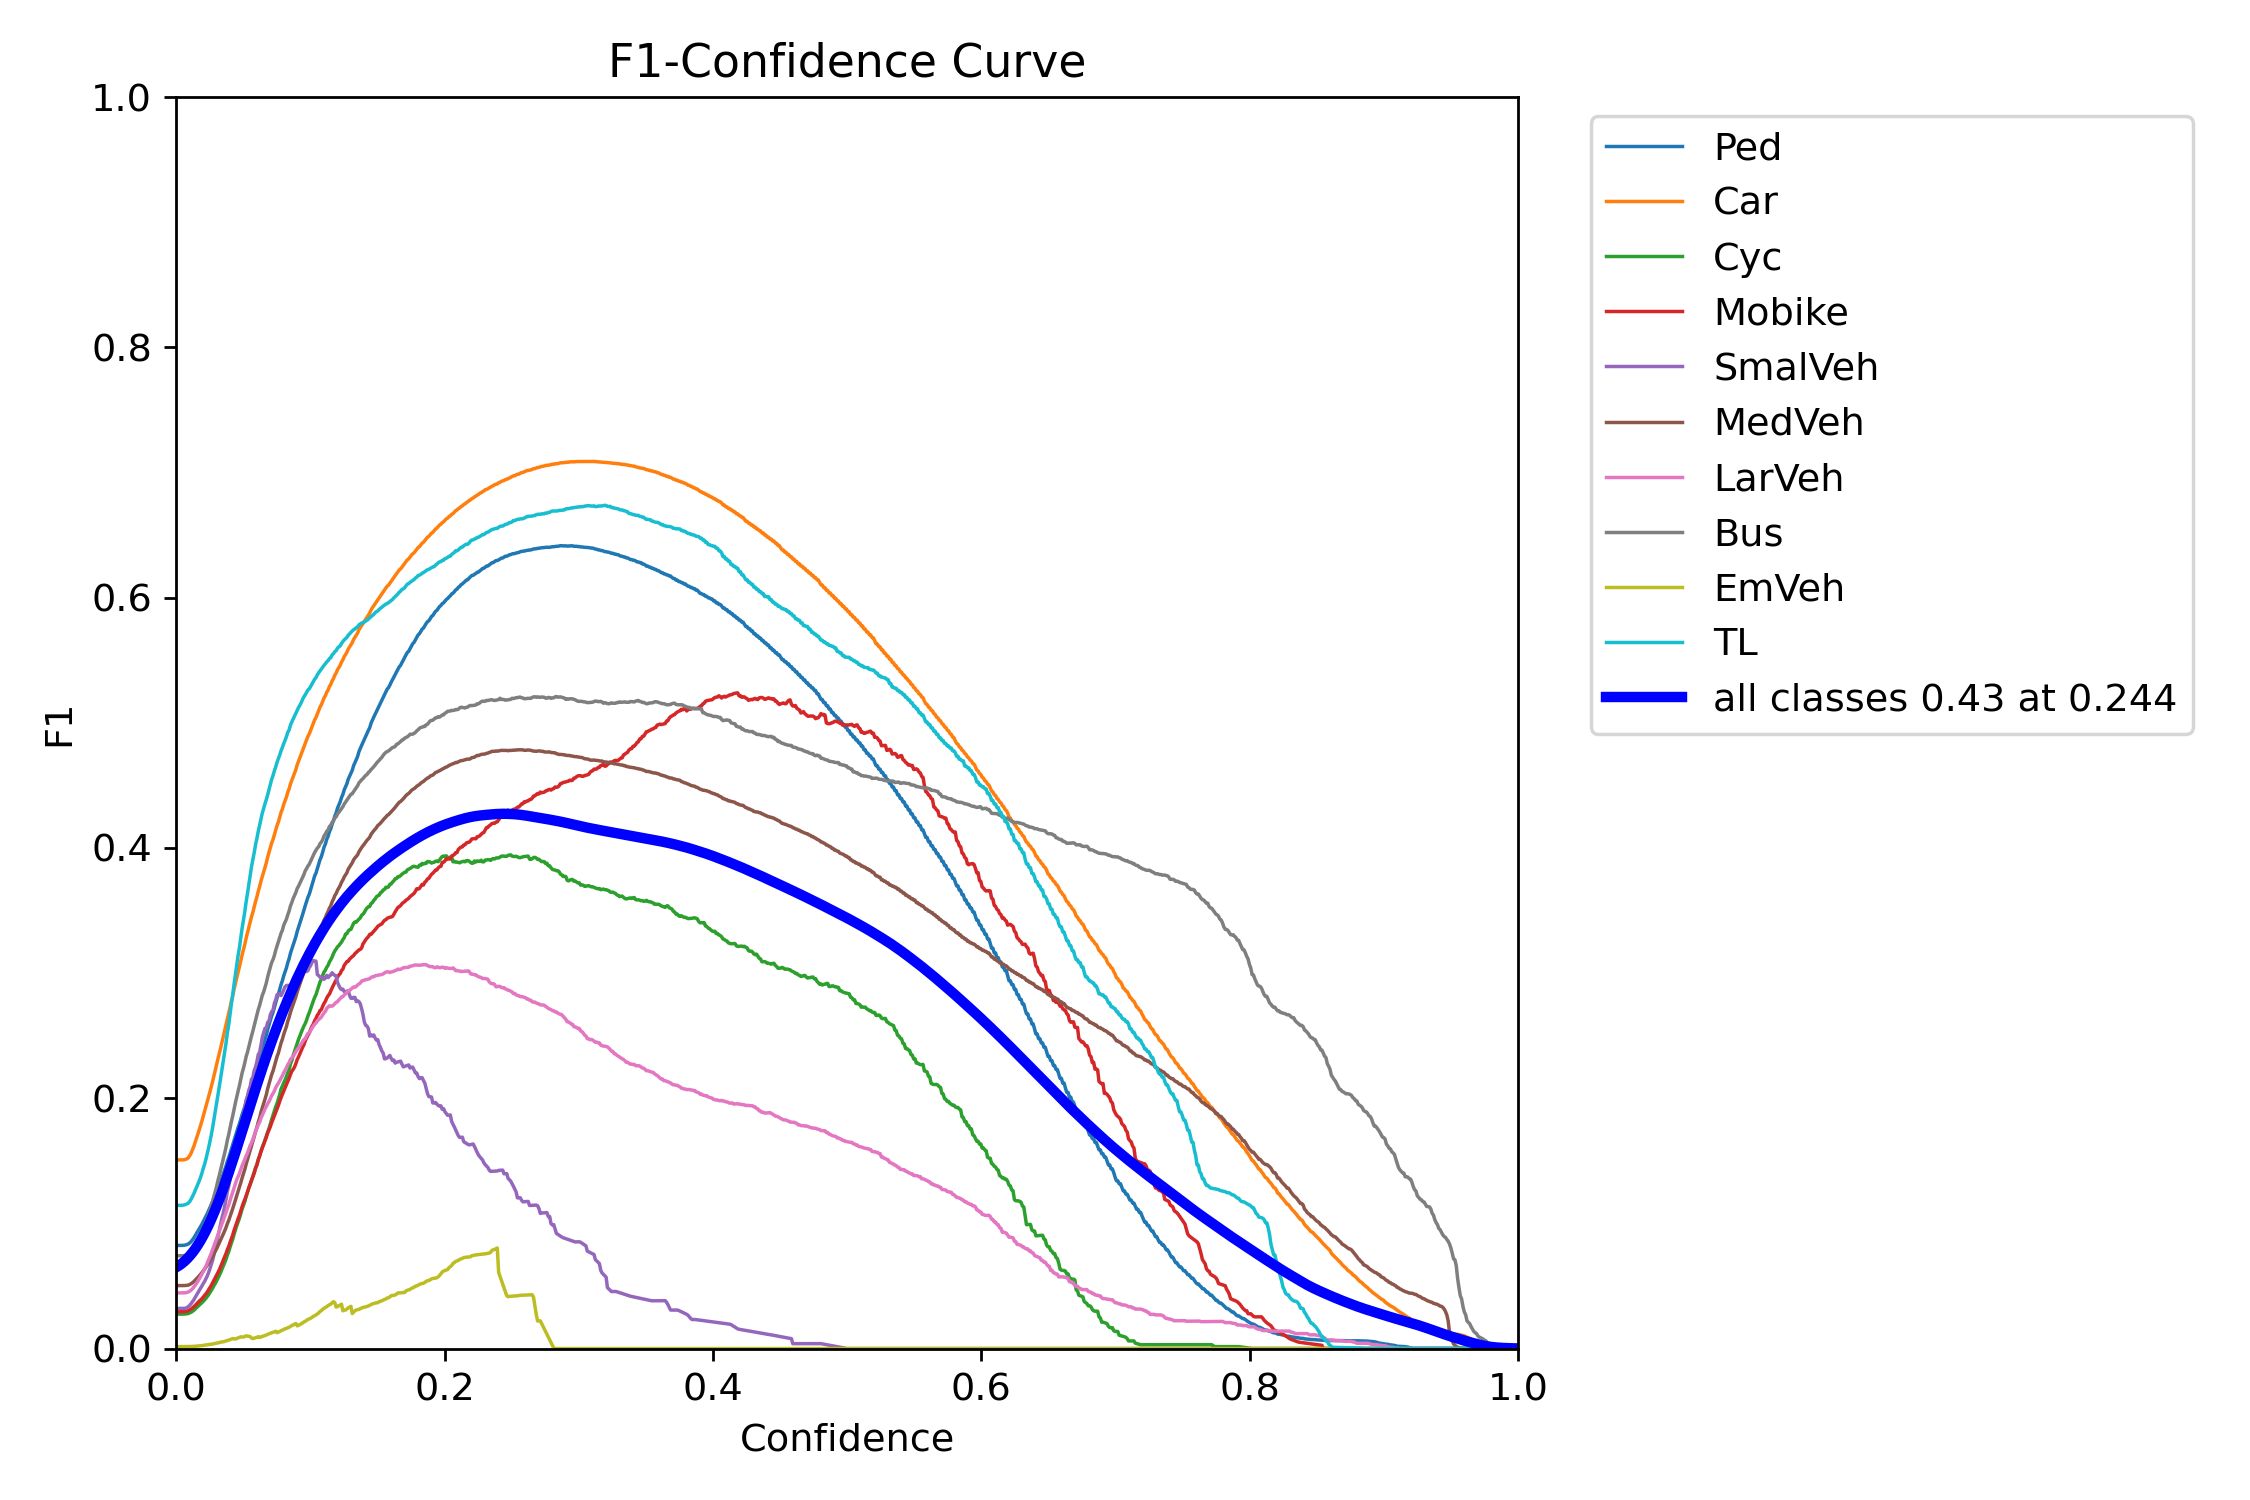 F1-Confidence Curve
1.0
0.8
0.6
0.4
0.2
0.0
F1
0.0 0.2 0.4 0.6 0.8 1.0
Confidence
Ped
Car
Cyc
Mobike
SmalVeh
MedVeh
LarVeh
Bus
EmVeh
TL
all classes 0.43 at 0.244